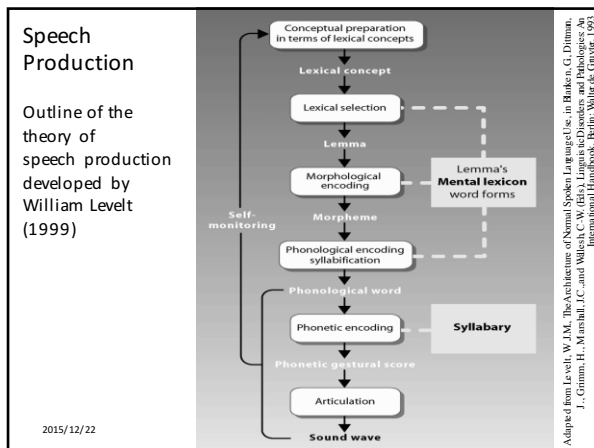 Speech
Production
Outline of the
theory of
speech production
developed by
William Levelt
(1999)
2015/12/22
Conceptual preparation
in terms of lexical concepts
Lexical concept
Lexical selection
Lemma
Morphological
encoding
Morpheme
Phonological encoding
syllabification
Phonological word
Phonetic encoding
Phonetic gestural score
Articulation
Sound wave
Self-
monitoring
Lemma's
Mental lexicon
word forms
Syllabary
Adapted from Levelt, W.J.M., The Architecture of Normal Spoken Language Use, in Blanken, G, Dittman,
J., Grimm, H., Marshall, J.C., and Wallesh, C-W. (Eds), Linguistic Disorders and Pathologies: An
International Handbook. Berlin: Walter de Gruyter, 1993